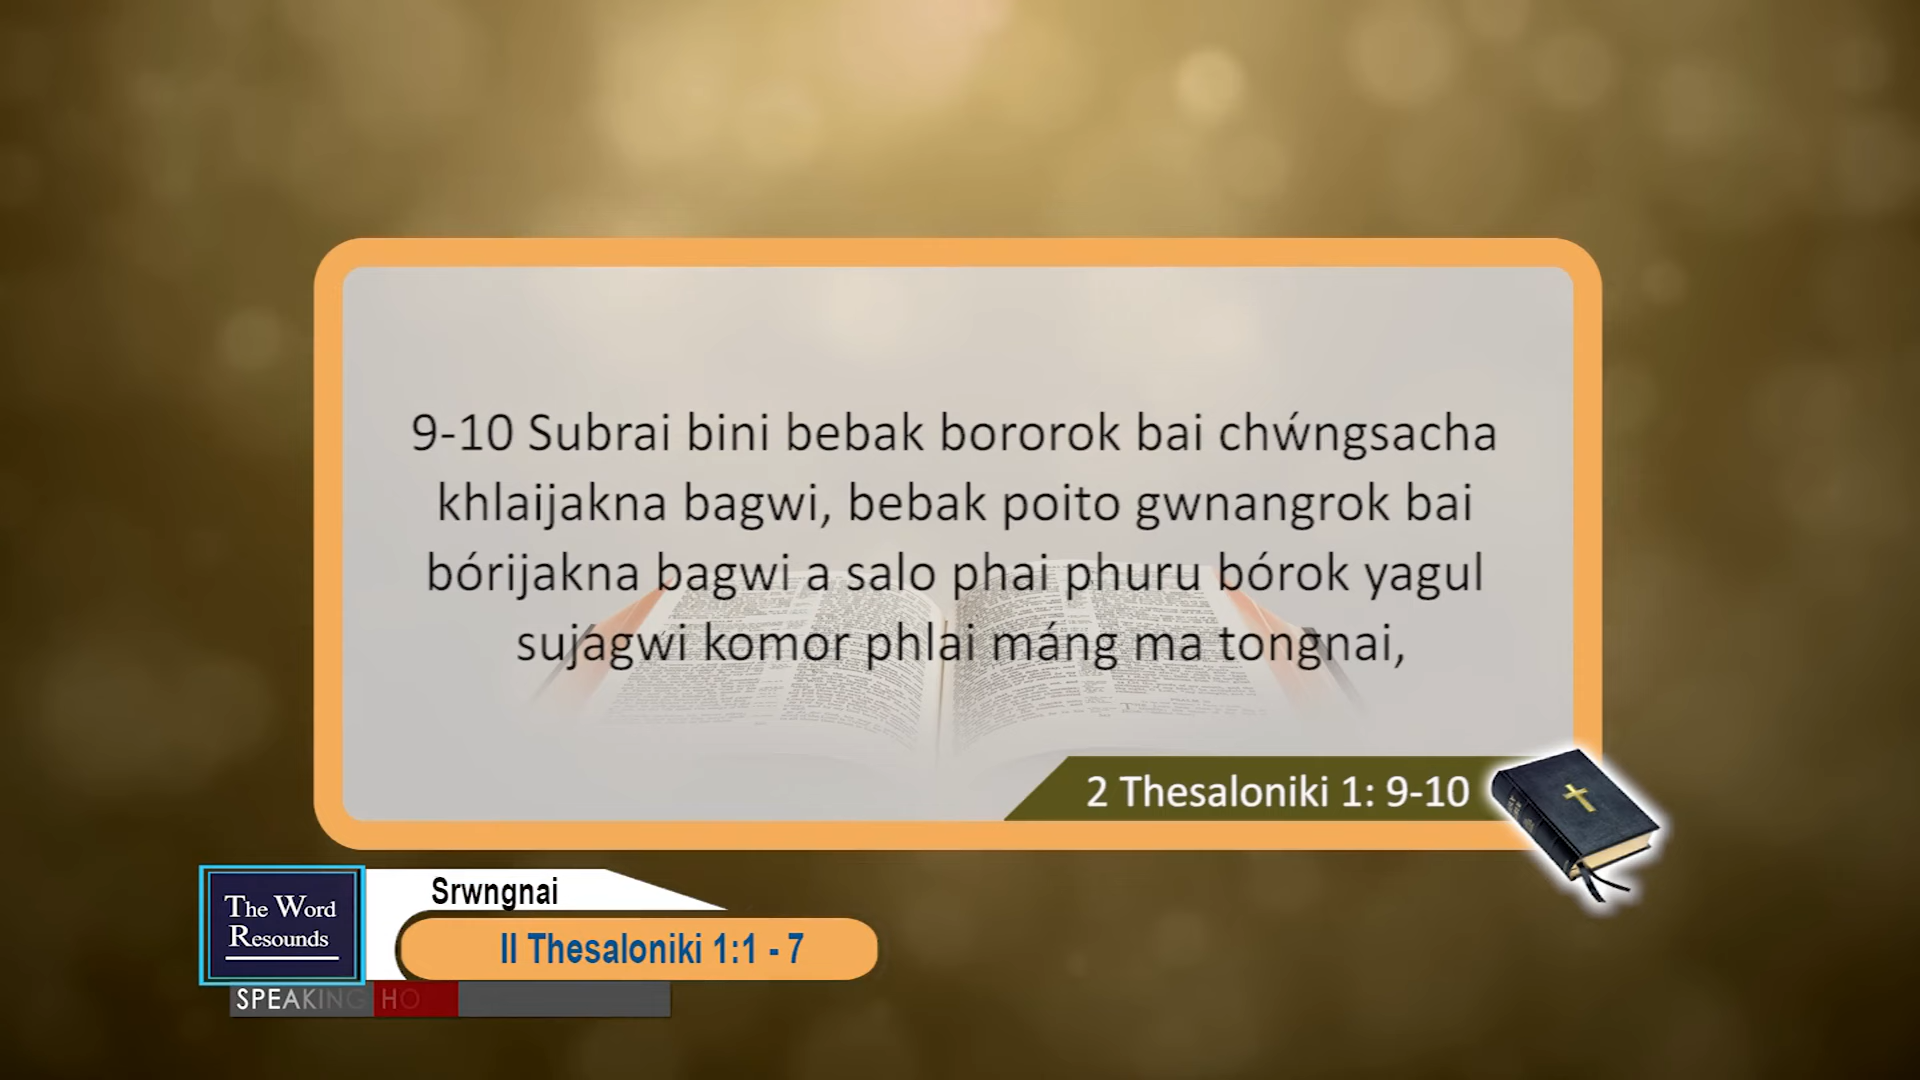 9-10 Subrai bini bebak bororok bai chẃngsacha
khlaijakna bagwi, bebak poito gwnangrok bai
bórijakna bagwi a salo phai phuru bórok yagul
sujagwi komor phlai máng ma tongnai,
2 Thesaloniki 1: 9-10
The Word
Resounds
Srwngnai
II Thesaloniki 1:1 - 7
SPEAKING HO